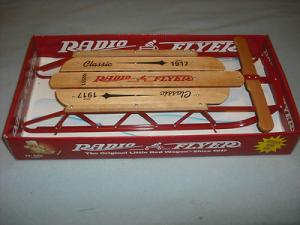 RADIO FLYER
Classic 1917
RADIO FLYER
Classic 1917
RADIO FLYER
The Original Little Red Wagon · Since 1917